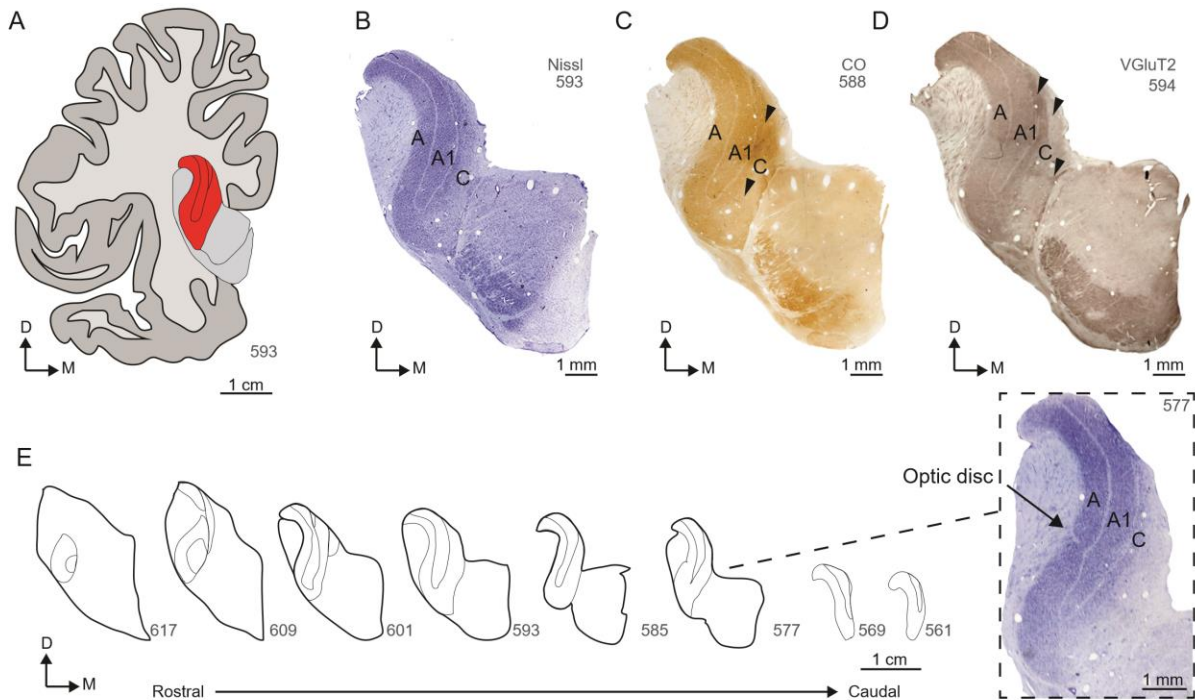 A
D
M
593
1 cm
B
Nissl
593
A
A1
C
1 mm
C
CO
588
A
A1
C
1 mm
D
VGluT2
594
A
A1
C
1 mm
E
617
609
601
593
585
577
569
561
D
M
1 cm
Rostral
Caudal
577
Optic disc
A
A1
C
1 mm